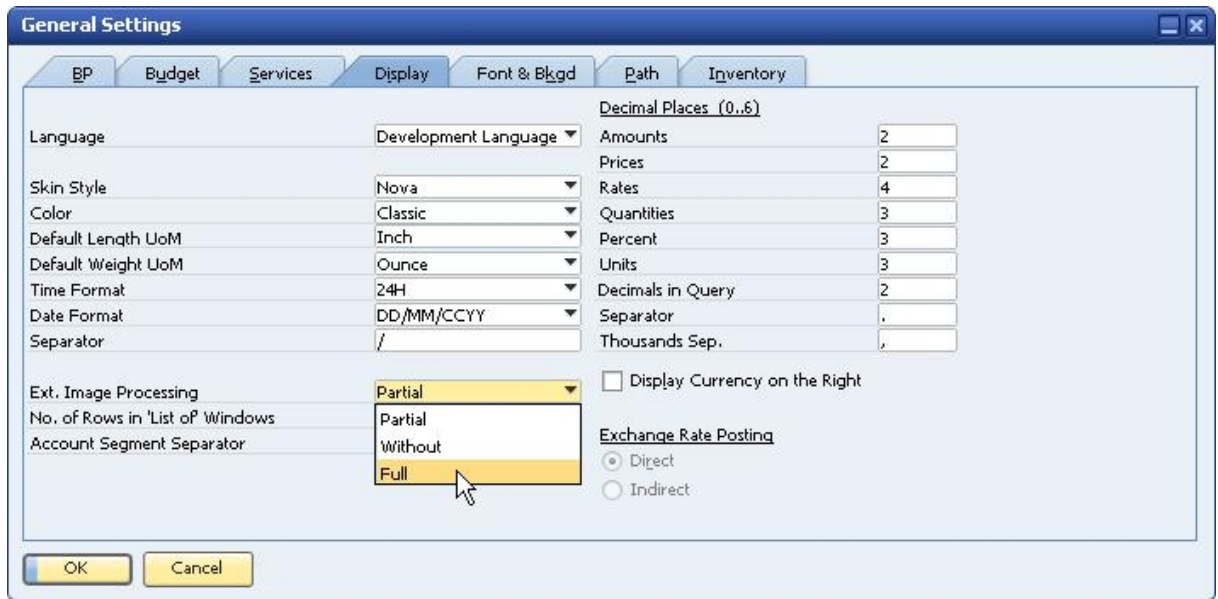 General Settings
BP Budget Services Display Font & Bkgd Path Inventory
Decimal Places (0..6)
Language Development Language Amounts 2
Prices 2
Skin Style Nova Rates 4
Color Classic Quantities 3
Default Length UoM Inch Percent 3
Default Weight UoM Ounce Units 3
Time Format 24H Decimals in Query 2
Date Format DD/MM/CCYY Separator .
Separator / Thousands Sep. ,
Display Currency on the Right
Ext. Image Processing Partial
No. of Rows in 'List of' Windows Partial
Account Segment Separator Without
Exchange Rate Posting
Full
Direct
Indirect
OK Cancel